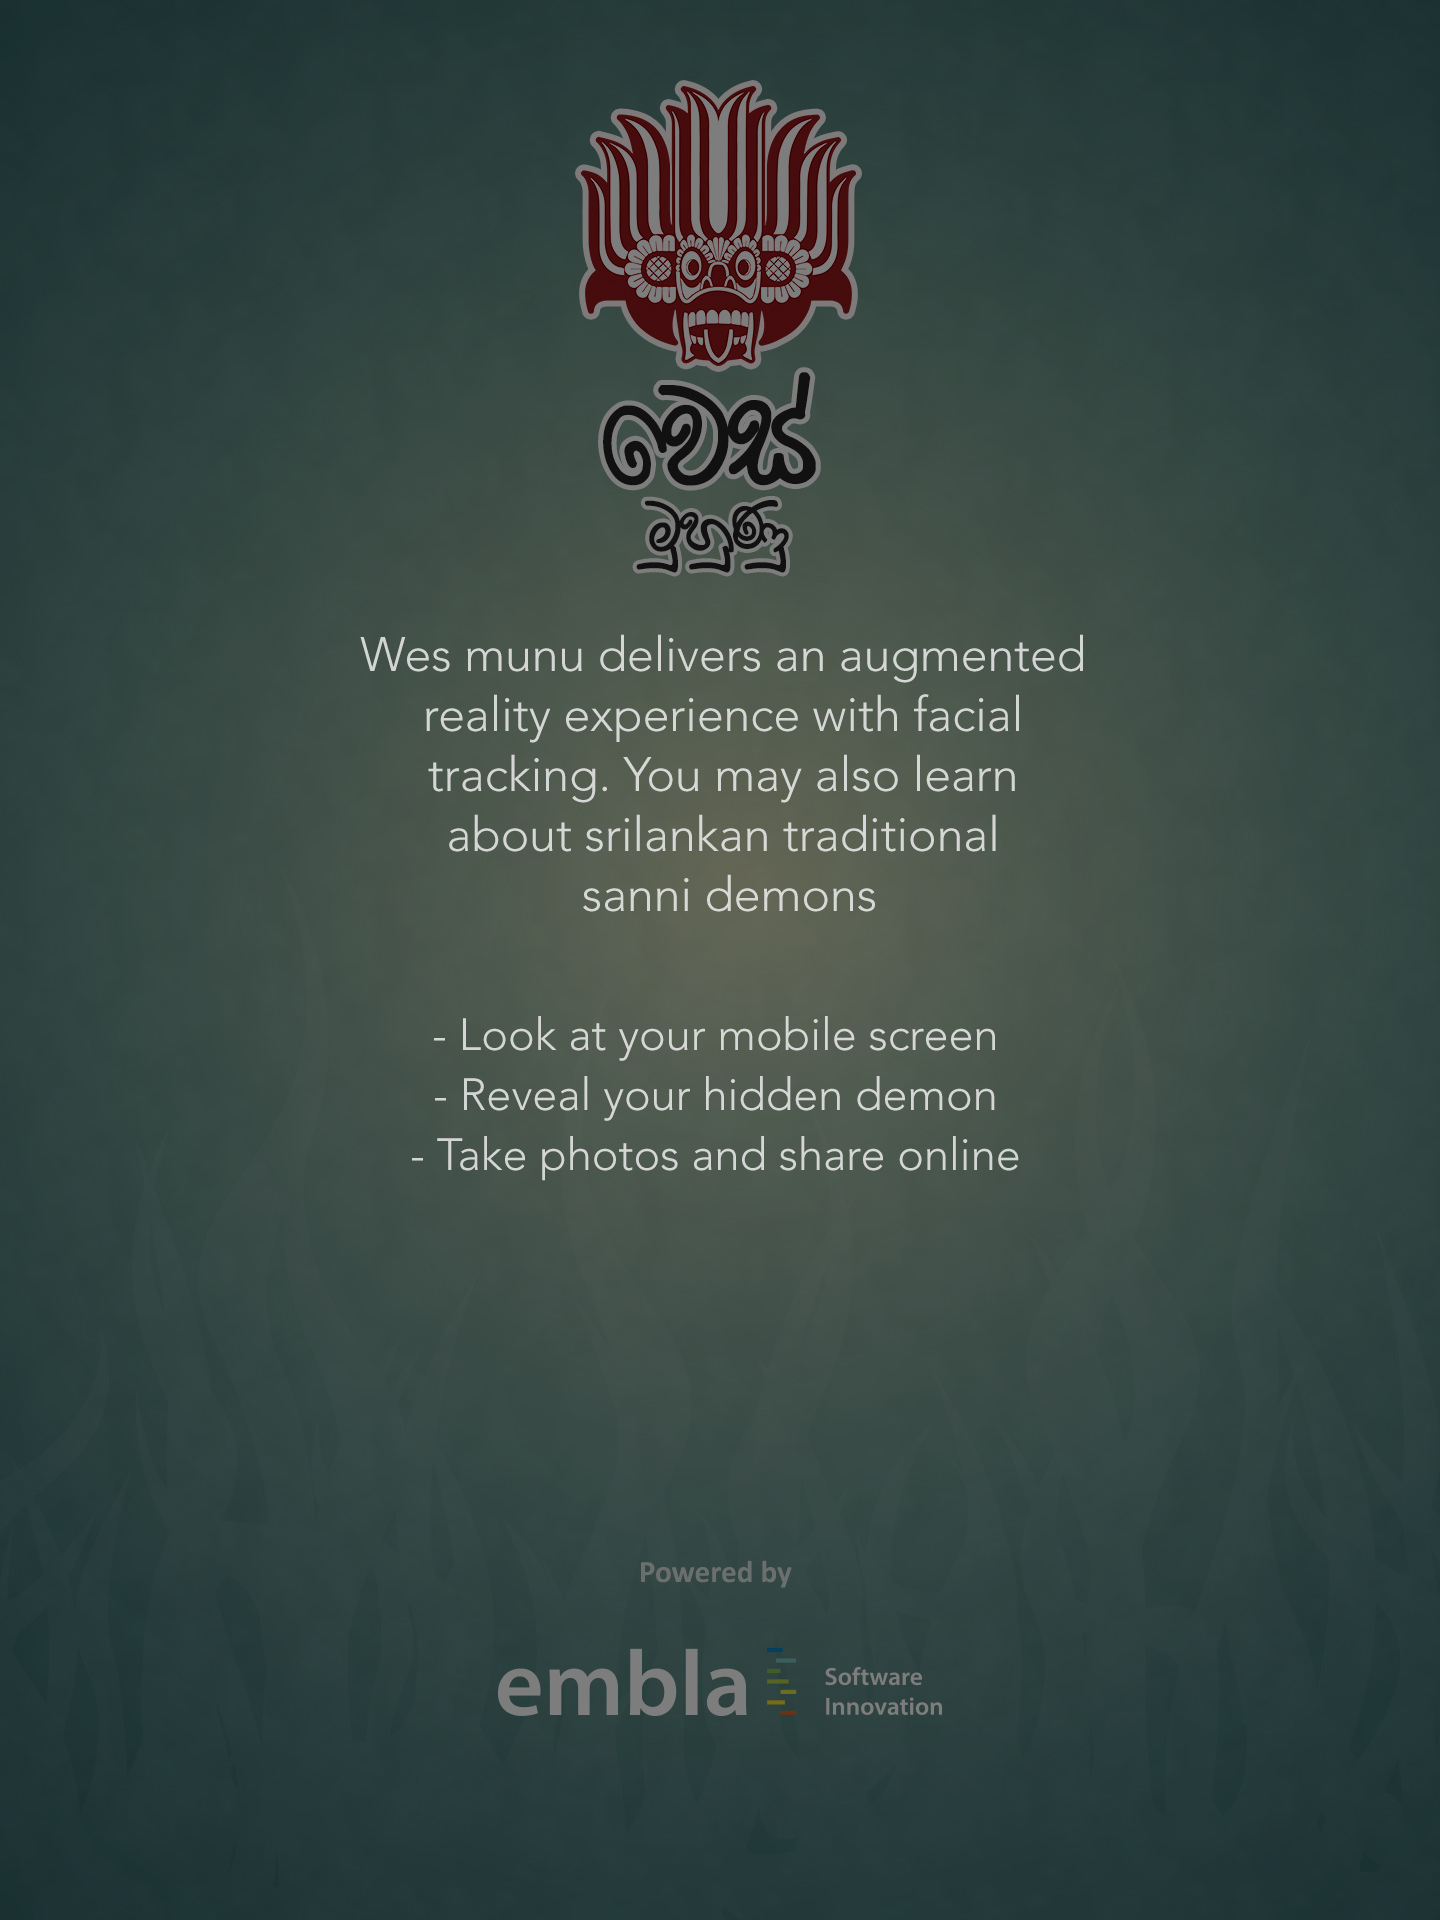 වෙස්
මුහුණු
Wes munu delivers an augmented
reality experience with facial
tracking. You may also learn
about srilankan traditional
sanni demons
- Look at your mobile screen
- Reveal your hidden demon
- Take photos and share online
Powered by
embla
Software
Innovation